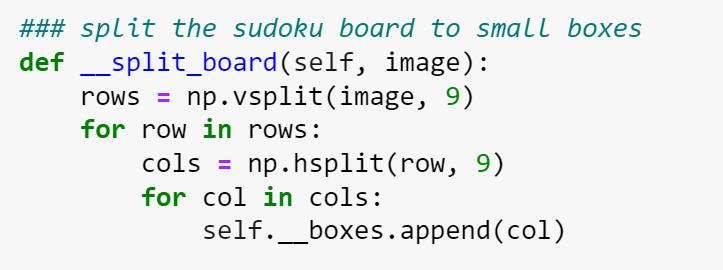 ### split the sudoku board to small boxes
def __split_board(self, image):
    rows = np.vsplit(image, 9)
    for row in rows:
        cols = np.hsplit(row, 9)
        for col in cols:
            self.__boxes.append(col)